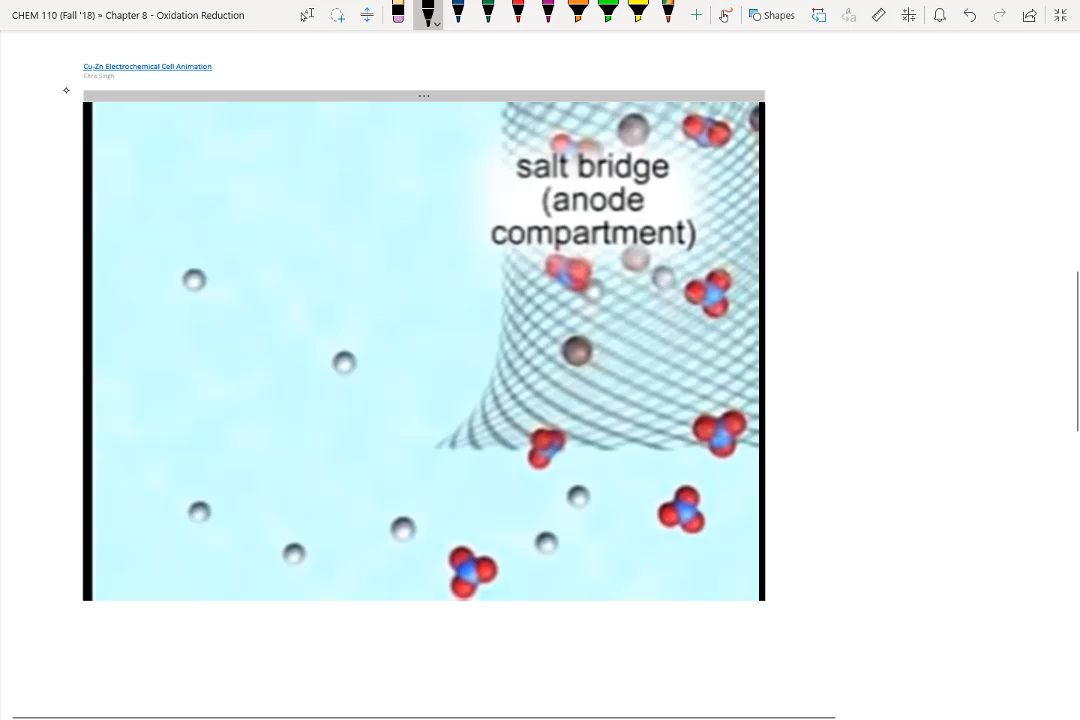 CHEM 110 (Fall '18) » Chapter 8 - Oxidation Reduction
Shapes
Cu-Zn Electrochemical Cell Animation
Chris Singh
salt bridge
(anode
compartment)